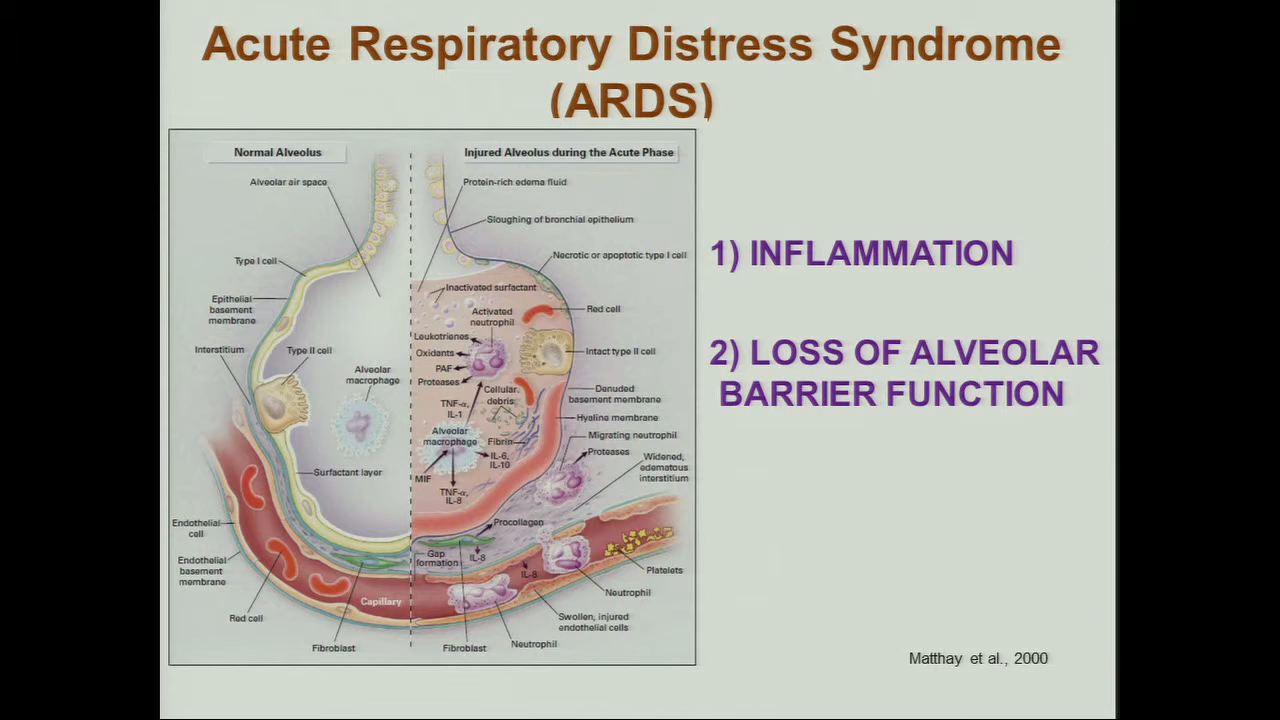 Acute Respiratory Distress Syndrome
(ARDS)
Normal Alveolus
Injured Alveolus during the Acute Phase
Alveolar air space
Protein-rich edema fluid
Sloughing of bronchial epithelium
Type I cell
Necrotic or apoptotic type I cell
Inactivated surfactant
Epithelial
basement
membrane
Activated
neutrophil
Red cell
Leukotrienes
Oxidants
PAF
Proteases
Interstitium
Type II cell
Intact type II cell
Alveolar
macrophage
Cellular
debris
Denuded
basement membrane
TNF-α,
IL-1
Hyaline membrane
Alveolar
macrophage
Fibrin
Migrating neutrophil
Proteases
IL-6,
IL-10
Widened,
edematous
interstitium
Surfactant layer
MIF
TNF-α,
IL-8
Procollagen
Endothelial
cell
Gap
formation
IL-8
Endothelial
basement
membrane
IL-8
Platelets
Neutrophil
Capillary
Red cell
Swollen, injured
endothelial cells
Fibroblast
Fibroblast
Neutrophil
1) INFLAMMATION
2) LOSS OF ALVEOLAR
BARRIER FUNCTION
Matthay et al., 2000